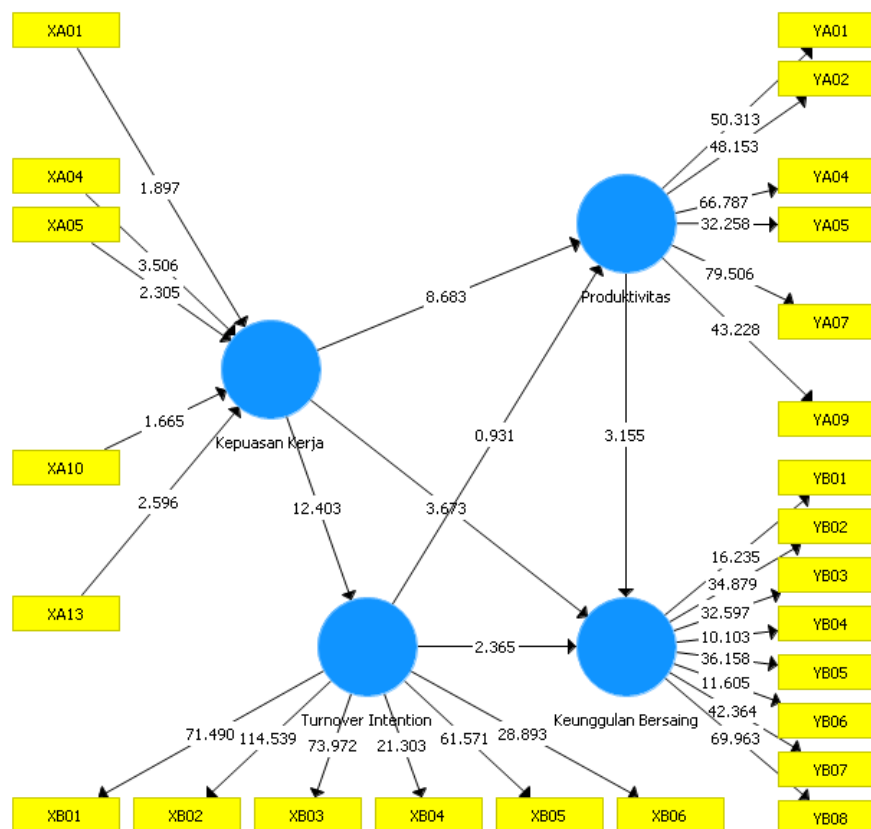 XA01
YA01
YA02
50.313
48.153
1.897
XA04
YA04
66.787
XA05
32.258
YA05
3.506
2.305
79.506
8.683
Produktivitas
YA07
43.228
1.665
0.931
3.155
YA09
Kepuasan Kerja
XA10
YB01
2.596
12.403
3.673
YB02
16.235
34.879
YB03
32.597
XA13
10.103
YB04
2.365
36.158
YB05
11.605
Turnover Intention
Keunggulan Bersaing
YB06
42.364
71.490
114.539
73.972
21.303
61.571
28.893
69.963
YB07
XB01
XB02
XB03
XB04
XB05
XB06
YB08